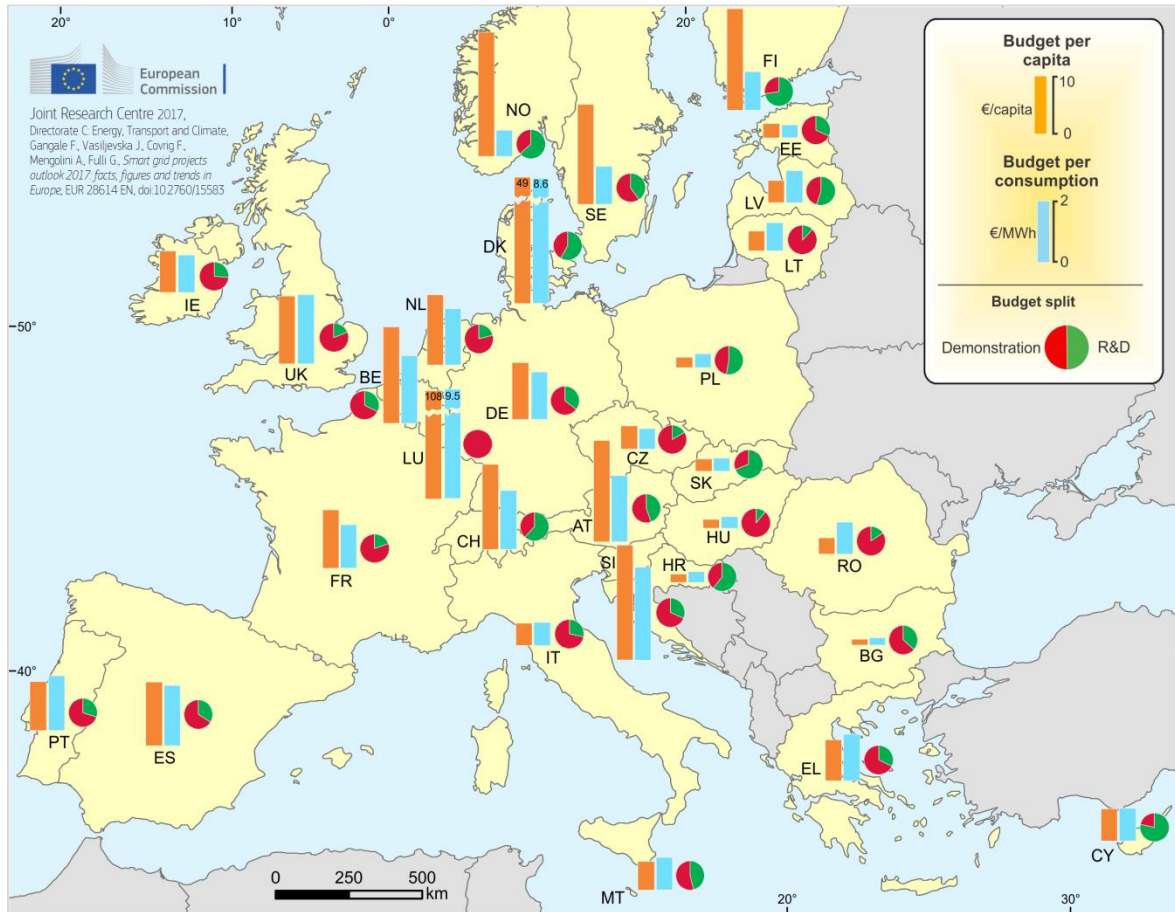 20°
10°
0°
20°
European
Commission
Joint Research Centre 2017,
Directorate C: Energy, Transport and Climate,
Gangale F., Vasiljevska J., Covrig F.,
Mengolini A., Fulli G., Smart grid projects
outlook 2017: facts, figures and trends in
Europe, EUR 28614 EN, doi:10.2760/15583
Budget per
capita
€/capita
10
0
Budget per
consumption
€/MWh
2
0
Budget split
Demonstration
R&D
FI
NO
EE
SE
LV
49
8.6
DK
LT
IE
NL
50°
UK
BE
PL
DE
108
9.5
LU
CZ
SK
CH
AT
HU
RO
FR
SI
HR
IT
BG
40°
PT
ES
EL
CY
MT
0
250
500
km
20°
30°